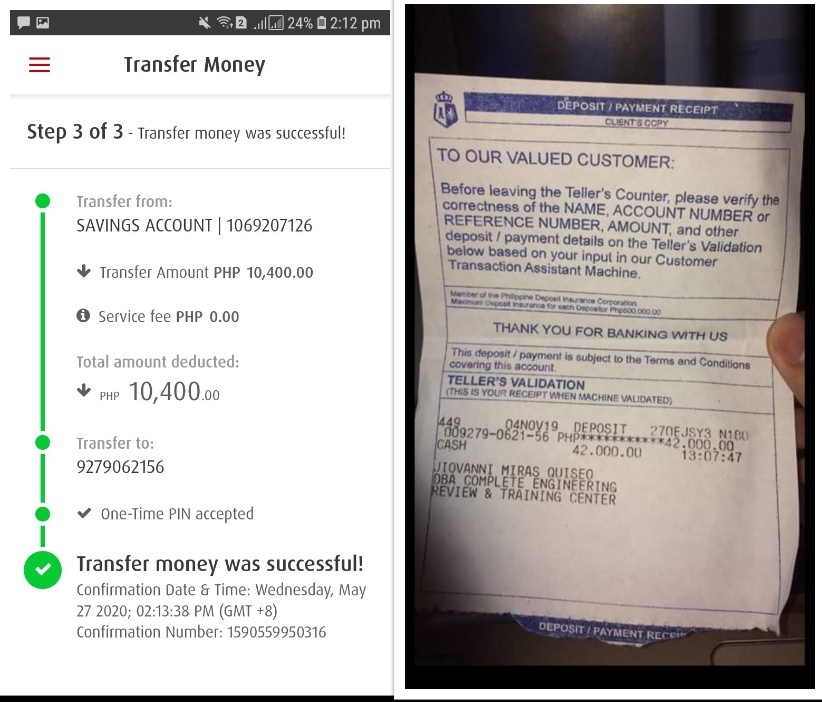 24% 2:12 pm
Transfer Money
Step 3 of 3 - Transfer money was successful!
Transfer from:
SAVINGS ACCOUNT | 1069207126
Transfer Amount PHP 10,400.00
Service fee PHP 0.00
Total amount deducted:
PHP 10,400.00
Transfer to:
9279062156
One-Time PIN accepted
Transfer money was successful!
Confirmation Date & Time: Wednesday, May
27 2020; 02:13:38 PM (GMT +8)
Confirmation Number: 1590559950316
DEPOSIT / PAYMENT RECEIPT
CLIENT'S COPY
TO OUR VALUED CUSTOMER:
Before leaving the Teller's Counter, please verify the
correctness of the NAME, ACCOUNT NUMBER or
REFERENCE NUMBER, AMOUNT, and other
deposit / payment details on the Teller's Validation
below based on your input in our Customer
Transaction Assistant Machine.
Member of the Philippine Deposit Insurance Corporation.
Maximum Deposit Insurance for each Depositor Php500,000.00
THANK YOU FOR BANKING WITH US
This deposit / payment is subject to the Terms and Conditions
covering this account.
TELLER'S VALIDATION
(THIS IS YOUR RECEIPT WHEN MACHINE VALIDATED)
449 04NOV19 DEPOSIT 270EJSY3 N180
009279-0621-56 PHP***********42,000.00
CASH 42,000.00 13:07:47
JIOVANNI MIRAS QUISEO
DBA COMPLETE ENGINEERING
REVIEW & TRAINING CENTER
DEPOSIT / PAYMENT